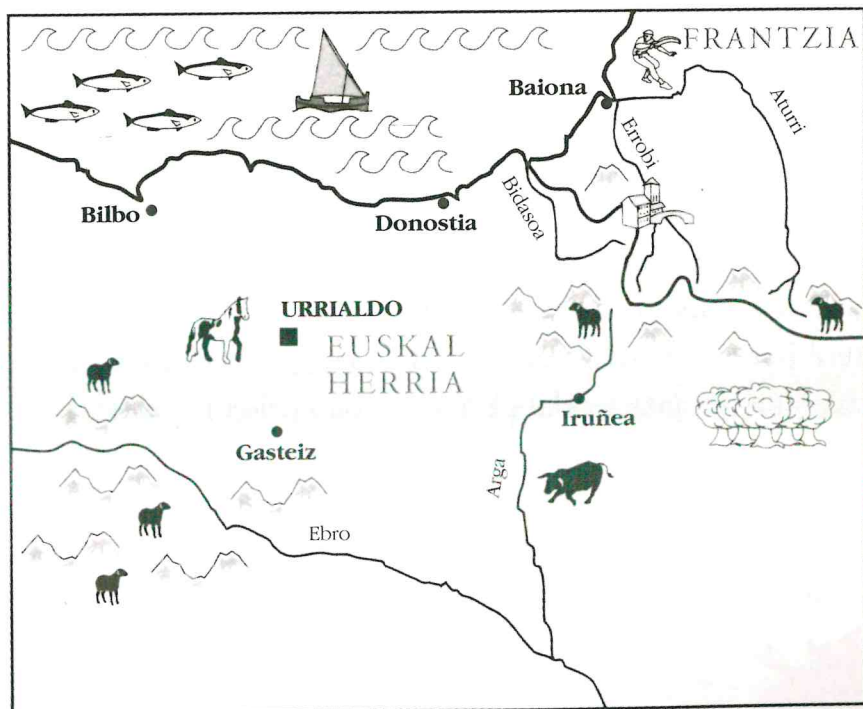 FRANTZIA
Baiona
Errobi
Aturri
Bilbo
Donostia
Bidasoa
URRIALDO
EUSKAL
HERRIA
Iruñea
Gasteiz
Arga
Ebro